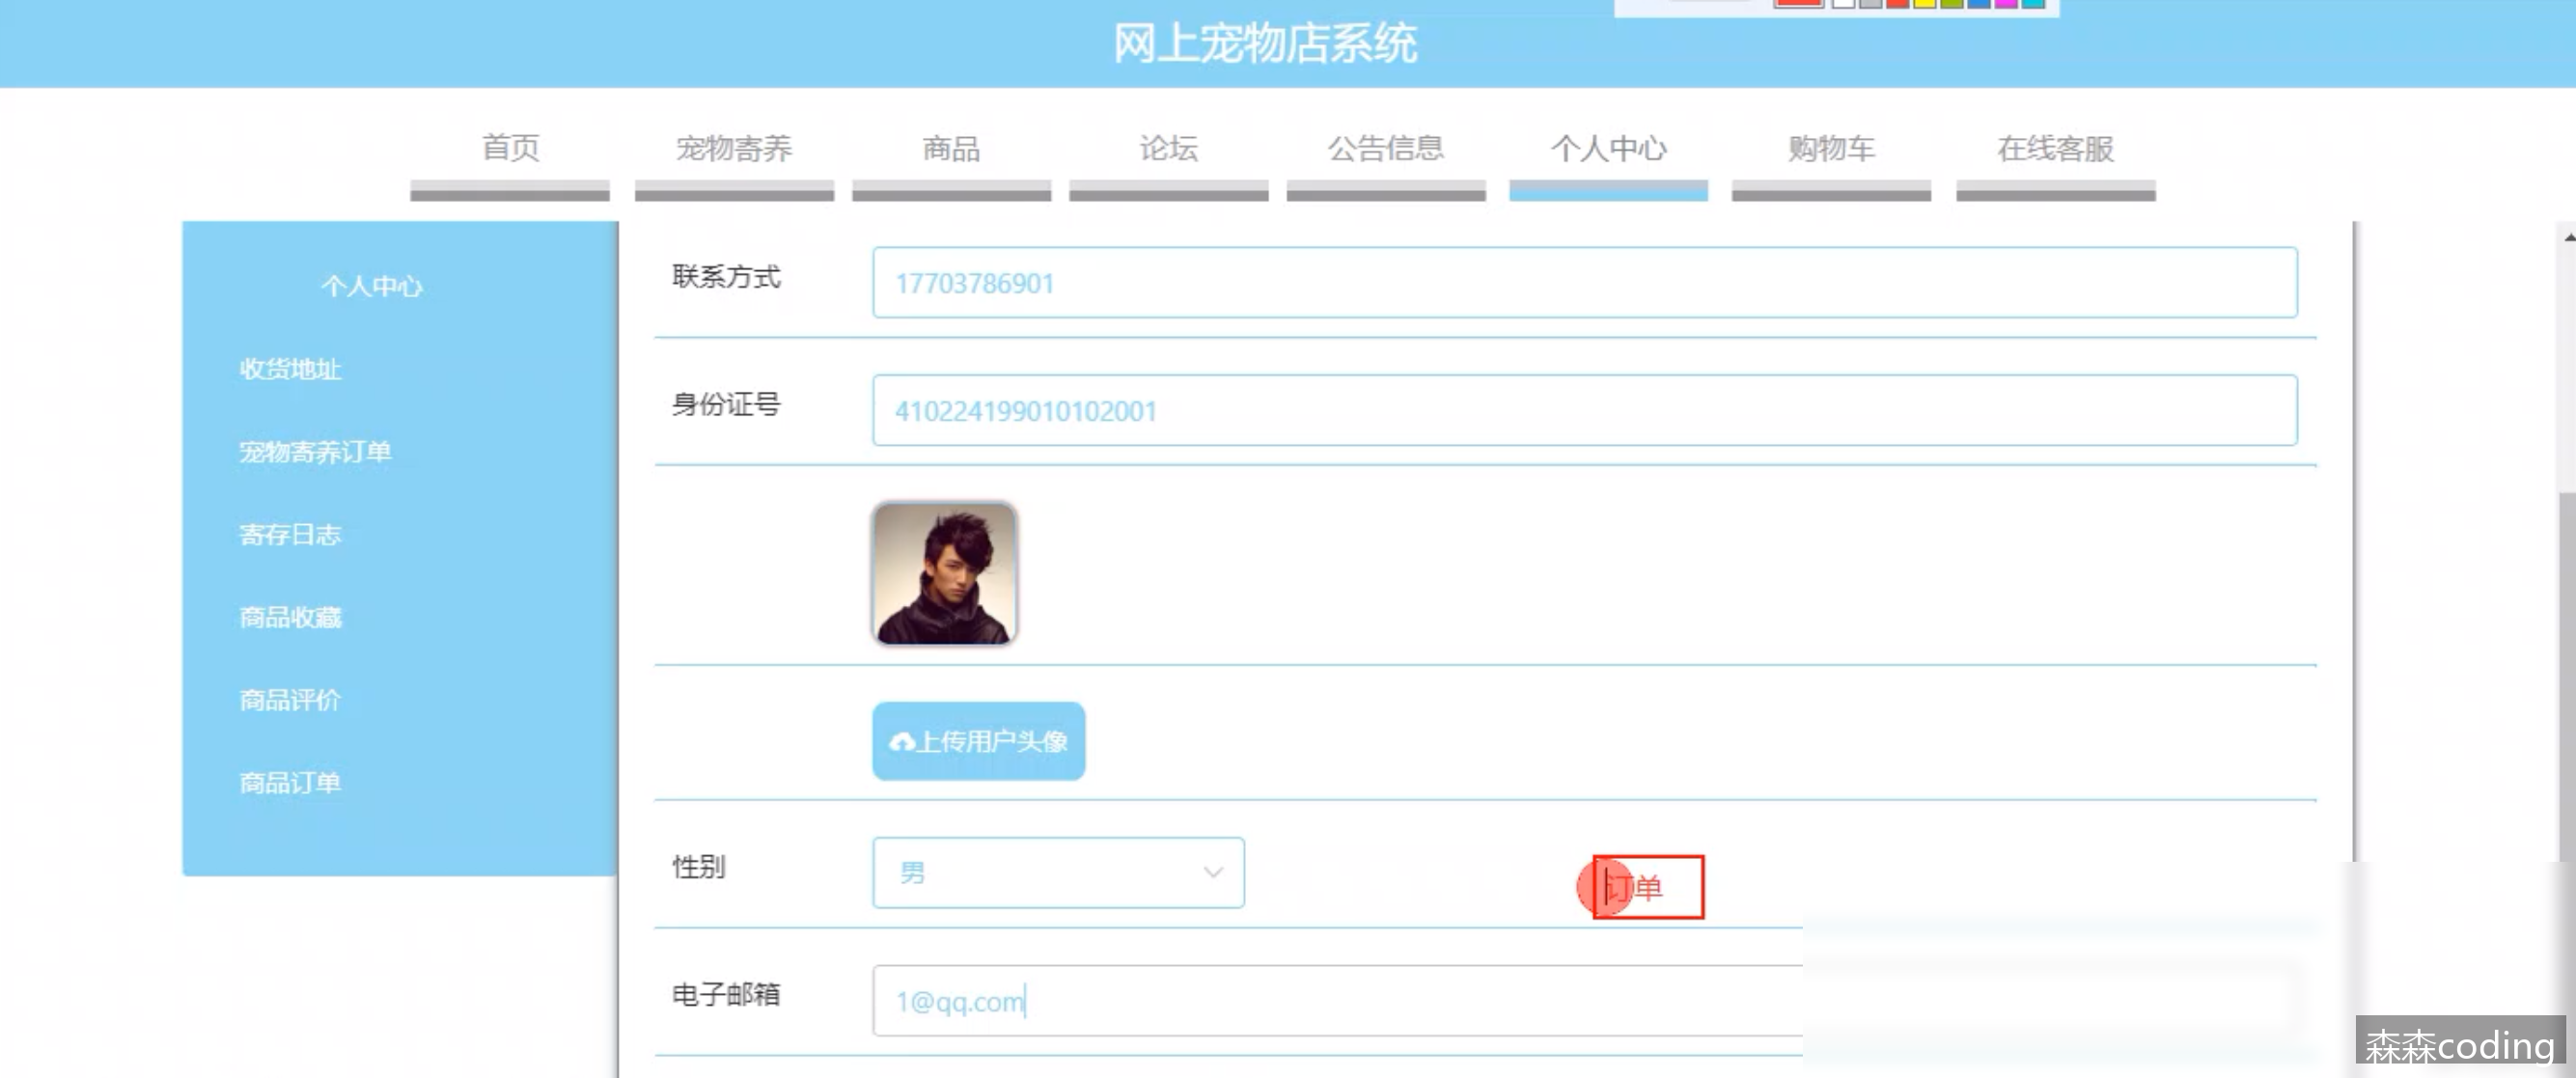 网上宠物店系统
首页 宠物寄养 商品 论坛 公告信息 个人中心 购物车 在线客服
个人中心
收货地址
宠物寄养订单
寄存日志
商品收藏
商品评价
商品订单
联系方式 17703786901
身份证号 410224199010102001
上传用户头像
性别 男
订单
电子邮箱 1@qq.com
森森coding